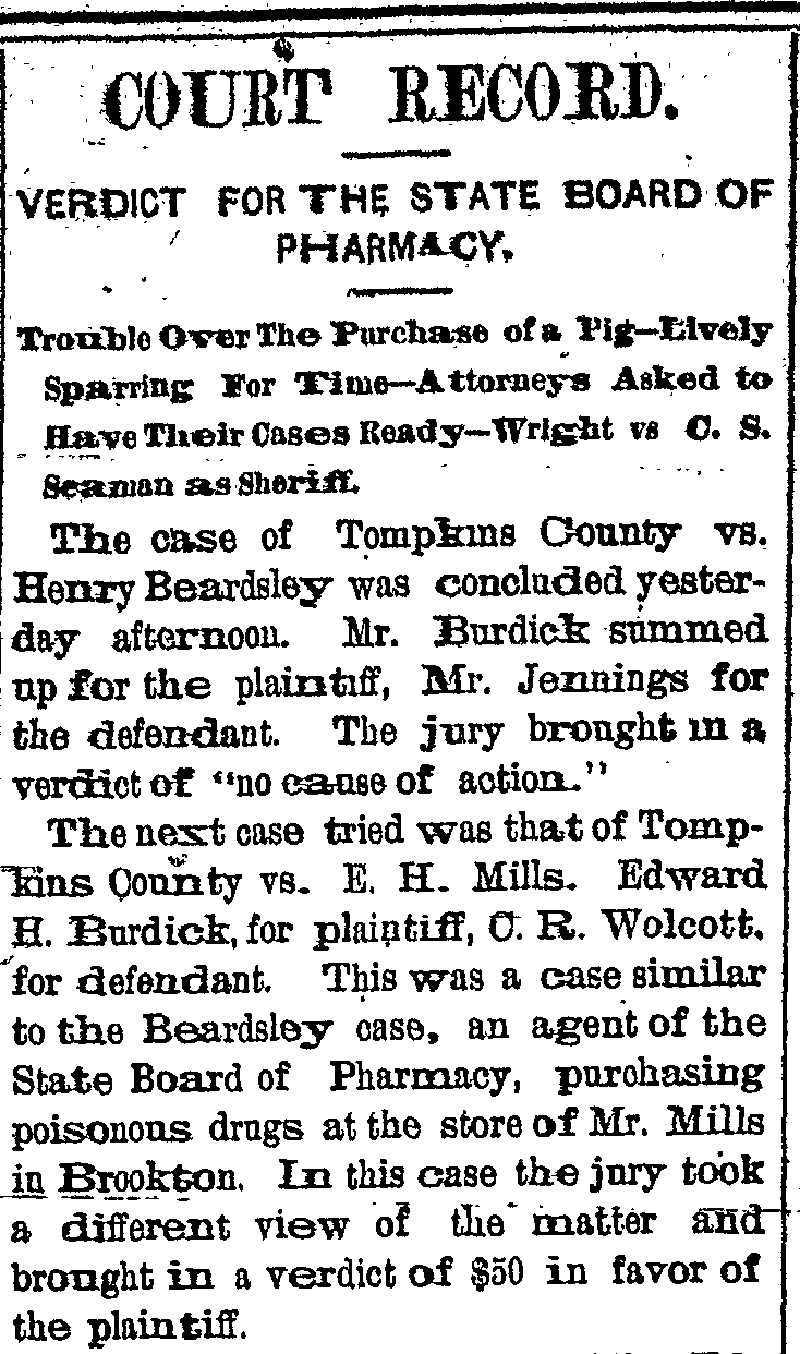 COURT RECORD.
VERDICT FOR THE STATE BOARD OF
PHARMACY.
Trouble Over The Purchase of a Pig—Lively
Sparring For Time—Attorneys Asked to
Have Their Cases Ready—Wright vs C. S.
Seaman as Sheriff.
The case of Tompkins County vs.
Henry Beardsley was concluded yester-
day afternoon. Mr. Burdick summed
up for the plaintiff, Mr. Jennings for
the defendant. The jury brought in a
verdict of "no cause of action."
The next case tried was that of Tomp-
kins County vs. E. H. Mills. Edward
H. Burdick, for plaintiff, C. R. Wolcott,
for defendant. This was a case similar
to the Beardsley case, an agent of the
State Board of Pharmacy, purchasing
poisonous drugs at the store of Mr. Mills
in Brookton. In this case the jury took
a different view of the matter and
brought in a verdict of $50 in favor of
the plaintiff.